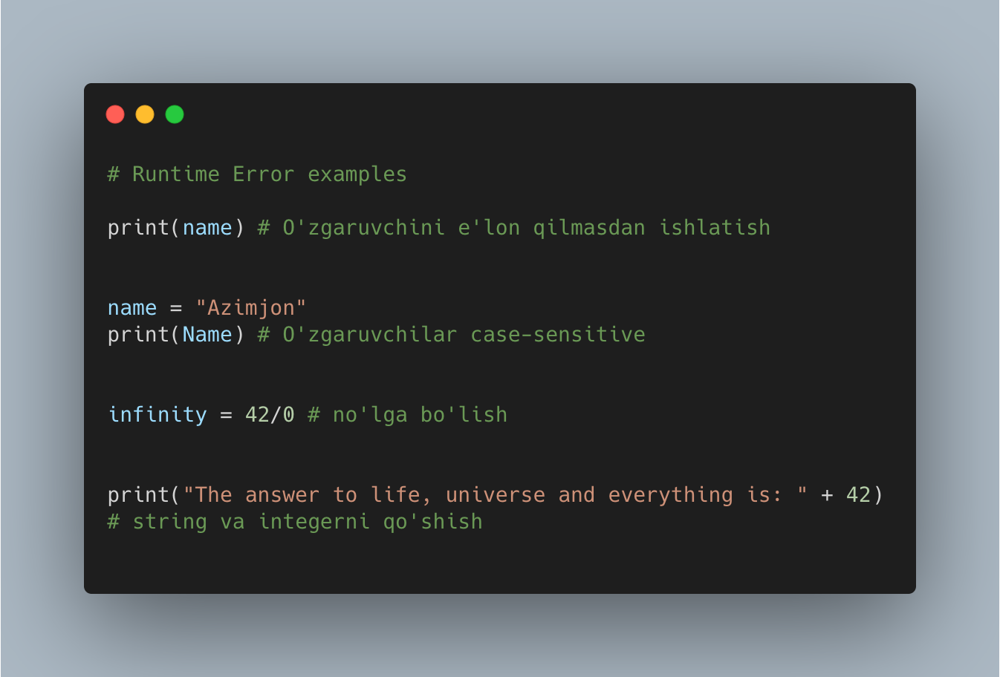 # Runtime Error examples
print(name) # O'zgaruvchini e'lon qilmasdan ishlatish
name = "Azimjon"
print(Name) # O'zgaruvchilar case-sensitive
infinity = 42/0 # no'lga bo'lish
print("The answer to life, universe and everything is: " + 42)
# string va integerni qo'shish